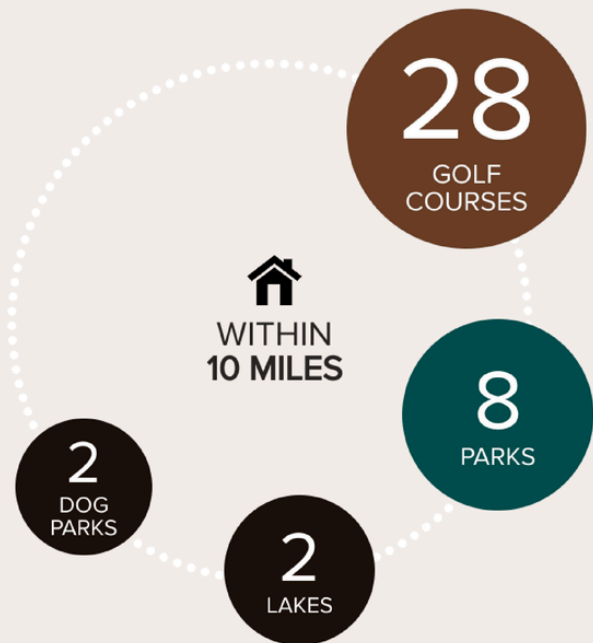 28
GOLF
COURSES
WITHIN
10 MILES
8
PARKS
2
DOG
PARKS
2
LAKES